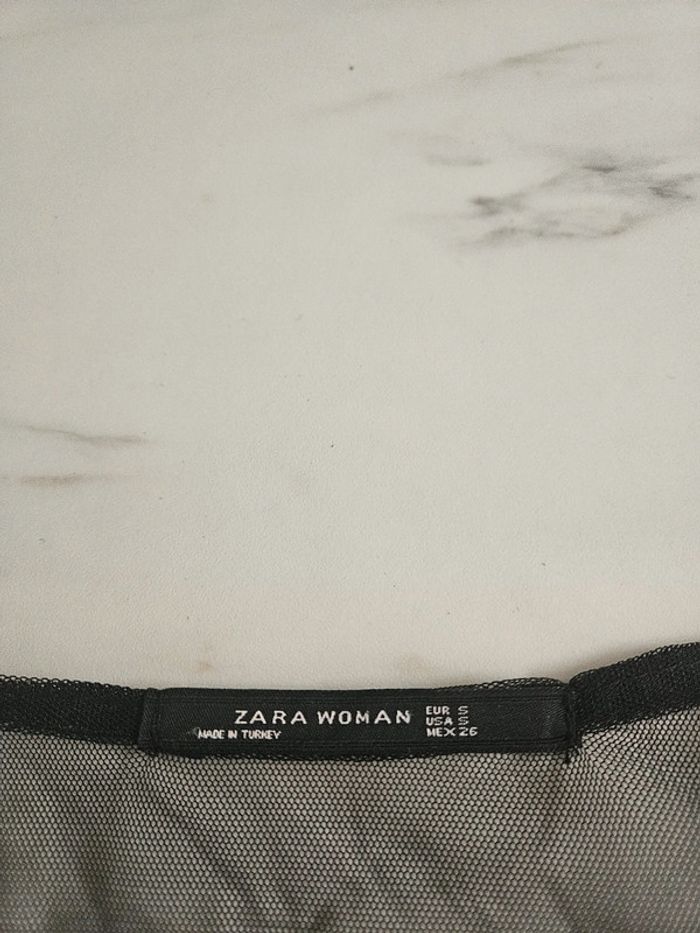 ZARA WOMAN
MADE IN TURKEY
EUR S
USA S
MEX 26